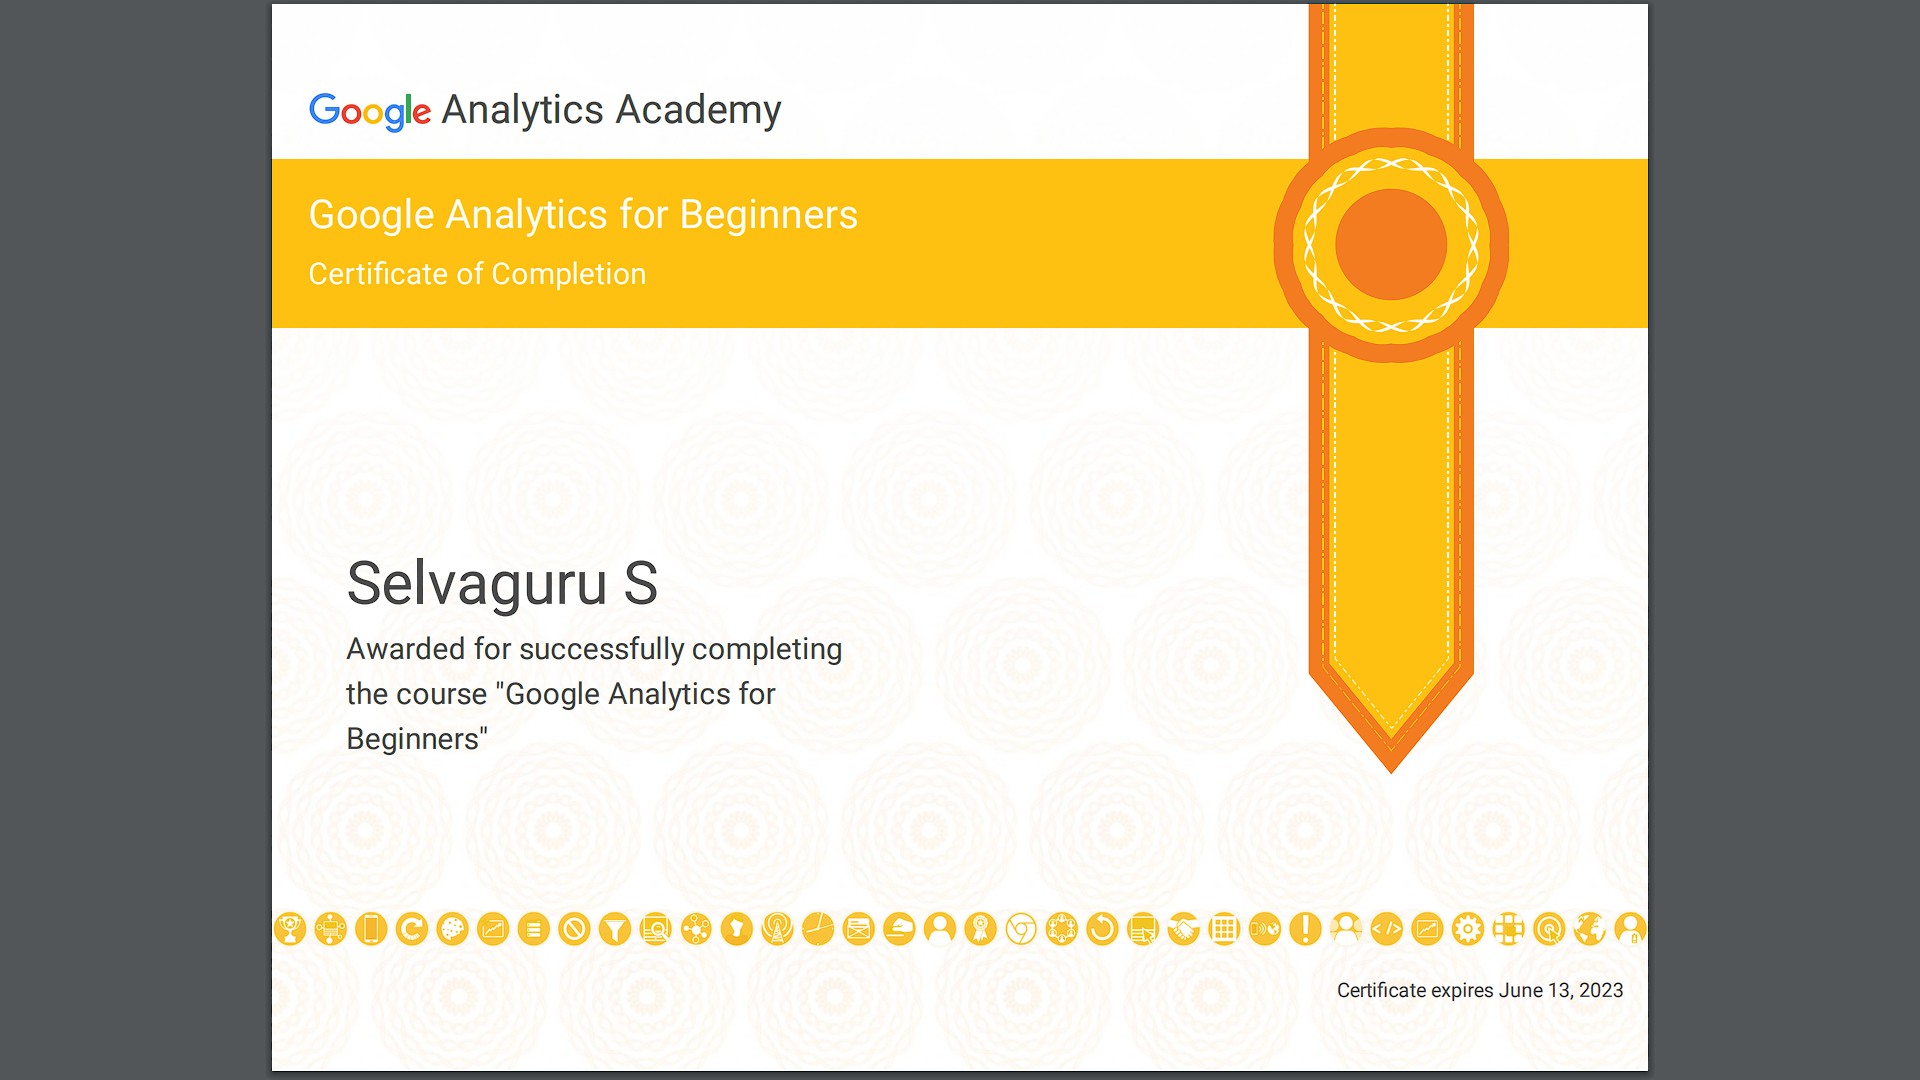 Google Analytics Academy
Google Analytics for Beginners
Certificate of Completion
Selvaguru S
Awarded for successfully completing
the course "Google Analytics for
Beginners"
Certificate expires June 13, 2023